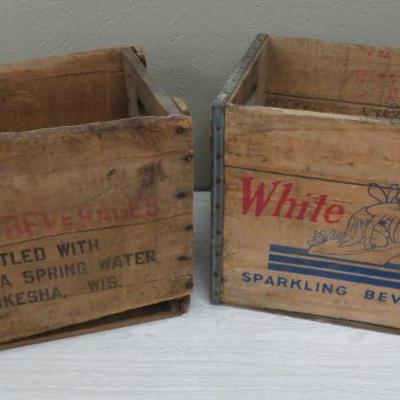 BEVERAGES
TLED WITH
A SPRING WATER
KESHA, WIS.
White
SPARKLING BEV